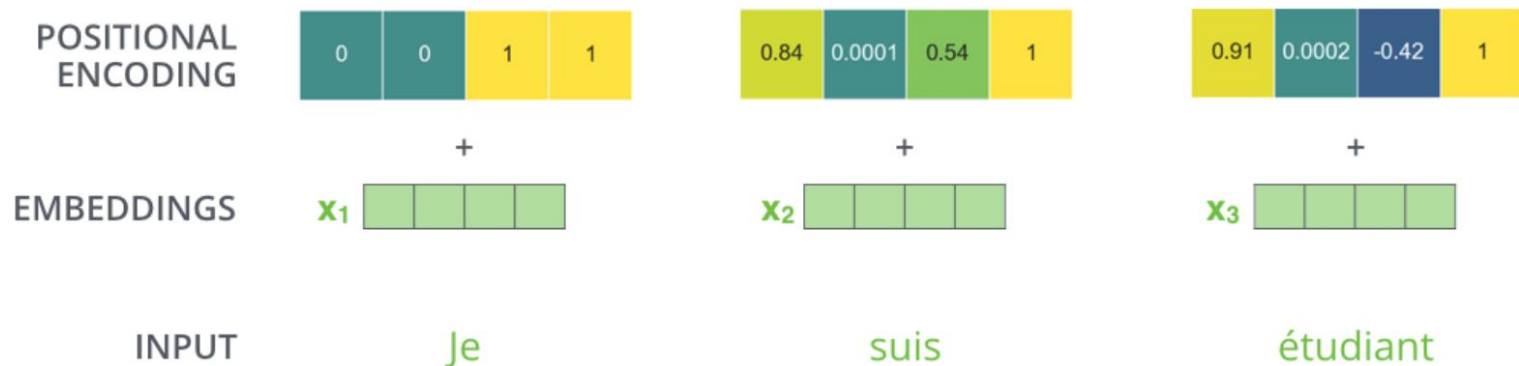 POSITIONAL
ENCODING
0 0 1 1
0.84 0.0001 0.54 1
0.91 0.0002 -0.42 1
+ + +
EMBEDDINGS
x1
x2
x3
INPUT
Je suis étudiant